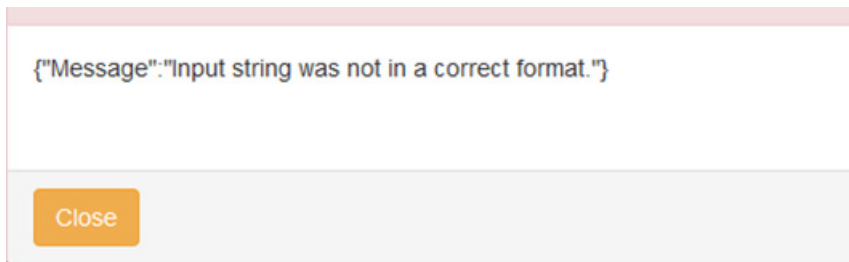 {"Message":"Input string was not in a correct format."}
Close